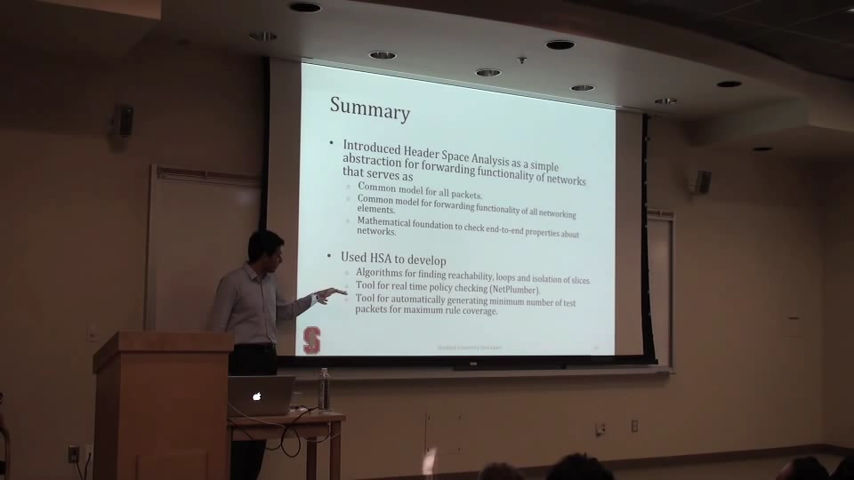 Summary
• Introduced Header Space Analysis as a simple
abstraction for forwarding functionality of networks
that serves as
Common model for all packets.
Common model for forwarding functionality of all networking
elements.
Mathematical foundation to check end-to-end properties about
networks.
• Used HSA to develop
Algorithms for finding reachability, loops and isolation of slices.
Tool for real time policy checking (NetPlumber).
Tool for automatically generating minimum number of test
packets for maximum rule coverage.
S